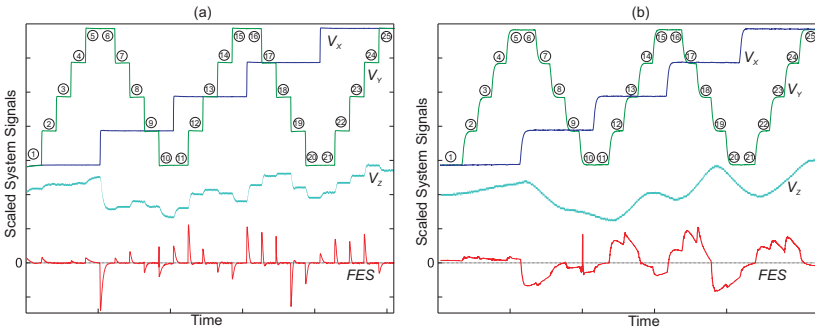 (a)
Scaled System Signals
1 2 3 4 5 6 7 8 9 10 11 12 13 14 15 16 17 18 19 20 21 22 23 24 25
V_X
V_Y
V_Z
0
FES
Time
(b)
Scaled System Signals
1 2 3 4 5 6 7 8 9 10 11 12 13 14 15 16 17 18 19 20 21 22 23 24 25
V_X
V_Y
V_Z
0
FES
Time